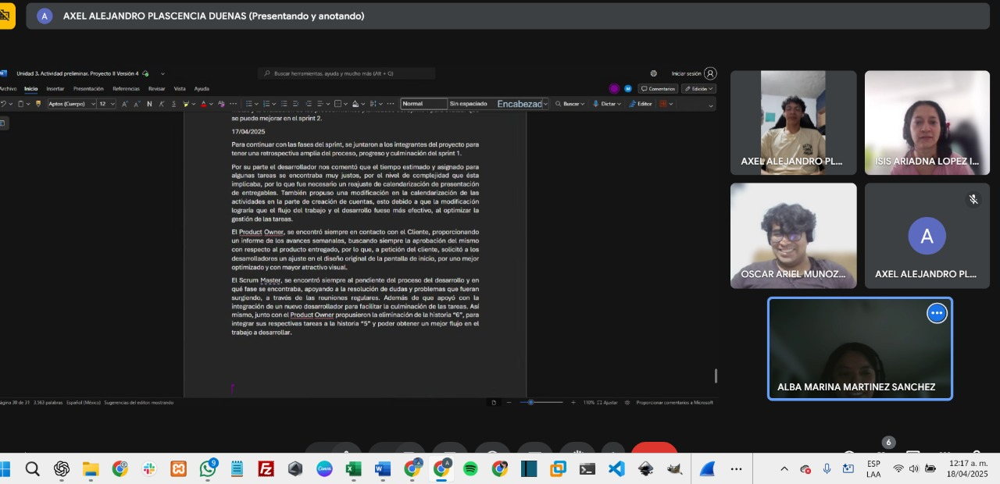 A AXEL ALEJANDRO PLASCENCIA DUENAS (Presentando y anotando)
Unidad 3. Actividad preliminar. Proyecto II Versión 4
Buscar herramientas, ayuda y mucho más (Alt + Q)
Iniciar sesión
Archivo Inicio Insertar Presentación Referencias Revisar Vista Ayuda
M Comentarios Edición
Aptos (Cuerpo) 12 N K S A Normal Sin espaciado Encabezad Buscar Dictar Editor
se puede mejorar en el sprint 2.
17/04/2025
Para continuar con las fases del sprint, se juntaron a los integrantes del proyecto para
tener una retrospectiva amplia del proceso, progreso y culminación del sprint 1.
Por su parte el desarrollador nos comentó que el tiempo estimado y asignado para
algunas tareas se encontraba muy justos, por el nivel de complejidad que ésta
implicaba, por lo que fue necesario un reajuste de calendarización de presentación
de entregables. También propuso una modificación en la calendarización de las
actividades en la parte de creación de cuentas, esto debido a que la modificación
lograría que el flujo del trabajo y el desarrollo fuese más efectivo, al optimizar la
gestión de las tareas.
El Product Owner, se encontró siempre en contacto con el Cliente, proporcionando
un informe de los avances semanales, buscando siempre la aprobación del mismo
con respecto al producto entregado, por lo que, a petición del cliente, solicitó a los
desarrolladores un ajuste en el diseño original de la pantalla de inicio, por uno mejor
optimizado y con mayor atractivo visual.
El Scrum Master, se encontró siempre al pendiente del proceso del desarrollo y en
qué fase se encontraba, apoyando a la resolución de dudas y problemas que fueran
surgiendo, a través de las reuniones regulares. Además de que apoyó con la
integración de un nuevo desarrollador para facilitar la culminación de las tareas. Así
mismo, junto con el Product Owner propusieron la eliminación de la historia “6”, para
integrar sus respectivas tareas a la historia “5” y poder obtener un mejor flujo en el
trabajo a desarrollar.
Página 30 de 31 3,563 palabras Español (México) Sugerencias del editor: mostrando
110% Ajustar Proporcionar comentarios a Microsoft
AXEL ALEJANDRO PL...
ISIS ARIADNA LOPEZ I...
OSCAR ARIEL MUNOZ...
A
AXEL ALEJANDRO PL...
ALBA MARINA MARTINEZ SANCHEZ
6
9
Canva
ESP
LAA
12:17 a. m.
18/04/2025